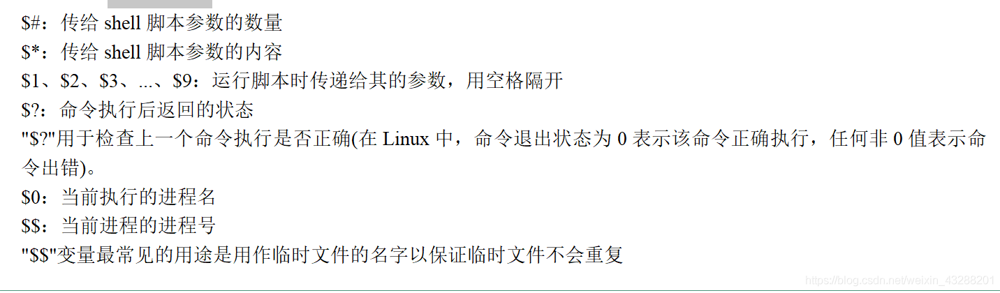 $#：传给 shell 脚本参数的数量
$*：传给 shell 脚本参数的内容
$1、$2、$3、...、$9：运行脚本时传递给其的参数，用空格隔开
$?：命令执行后返回的状态
"$?"用于检查上一个命令执行是否正确(在 Linux 中，命令退出状态为 0 表示该命令正确执行，任何非 0 值表示命
令出错)。
$0：当前执行的进程名
$$：当前进程的进程号
"$$"变量最常见的用途是用作临时文件的名字以保证临时文件不会重复
https://blog.csdn.net/weixin_43288201